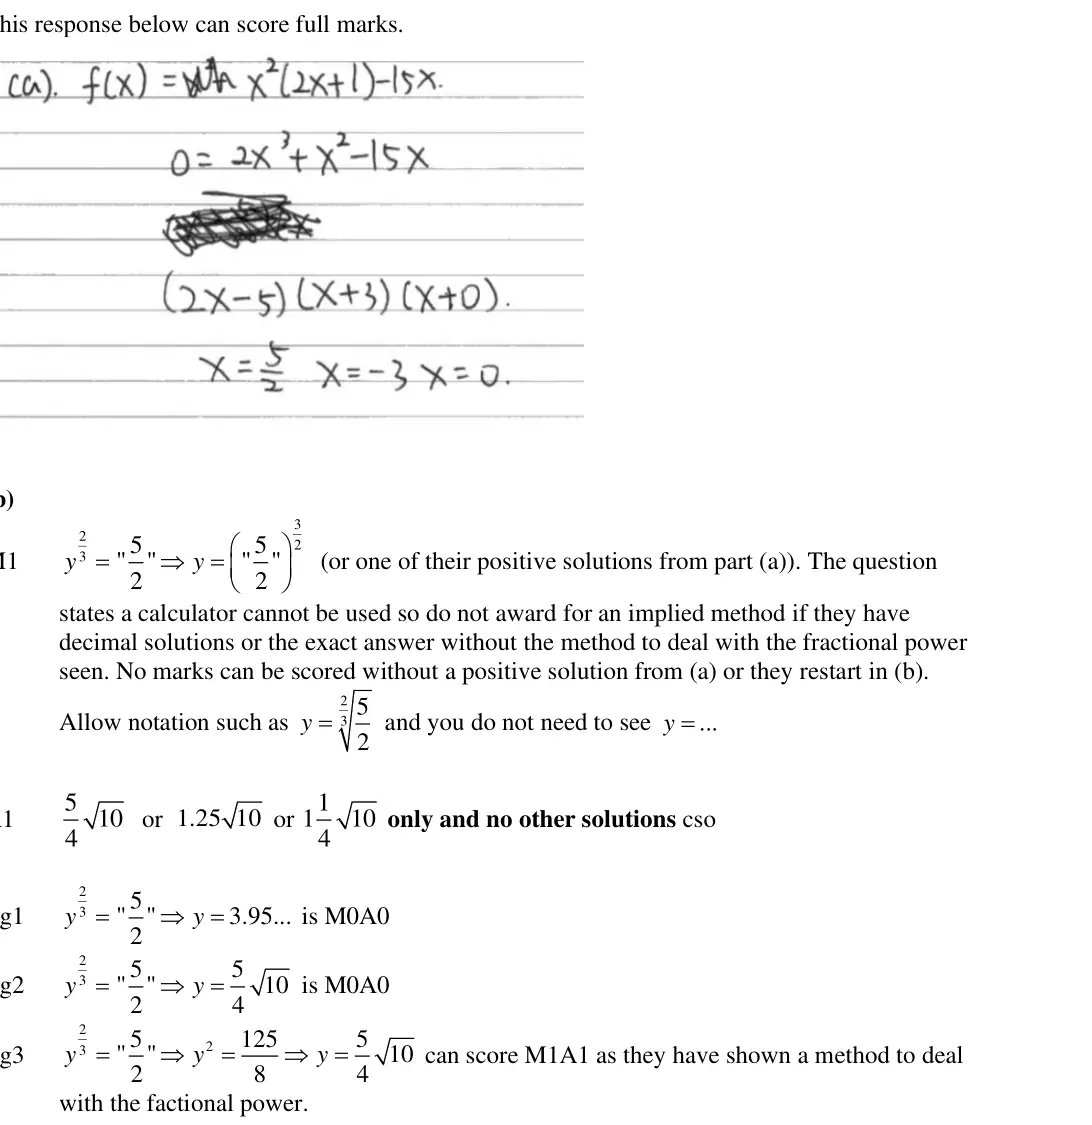 his response below can score full marks.
(a). f(x) = x²(2x+1)-15x.
0 = 2x³+x²-15x
(2x-5)(x+3)(x+0).
x = 5/2 x = -3 x = 0.
)
1 y^(2/3) = "5/2" ⇒ y = ("5/2")^(3/2) (or one of their positive solutions from part (a)). The question
states a calculator cannot be used so do not award for an implied method if they have
decimal solutions or the exact answer without the method to deal with the fractional power
seen. No marks can be scored without a positive solution from (a) or they restart in (b).
Allow notation such as y = ∛[2/3]{5/2} and you do not need to see y = ...
1 5/4 √10 or 1.25√10 or 1 1/4 √10 only and no other solutions cso
g1 y^(2/3) = "5/2" ⇒ y = 3.95... is M0A0
g2 y^(2/3) = "5/2" ⇒ y = 5/4 √10 is M0A0
g3 y^(2/3) = "5/2" ⇒ y² = 125/8 ⇒ y = 5/4 √10 can score M1A1 as they have shown a method to deal
with the factional power.